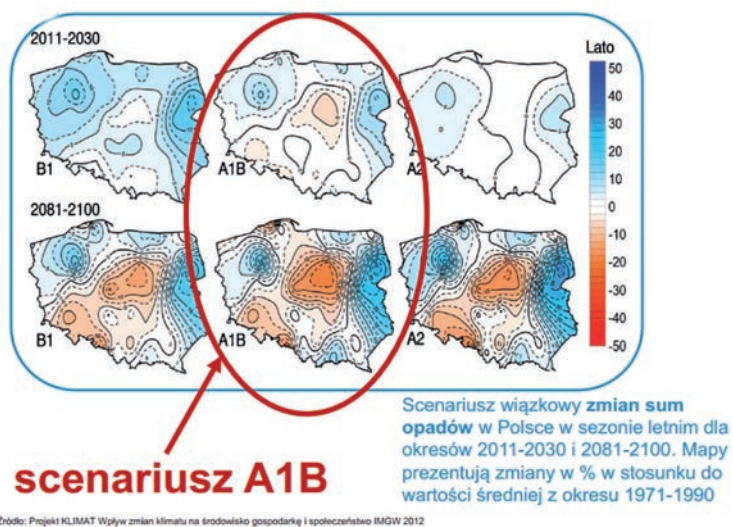 2011-2030
Lato
50
40
30
20
10
0
-10
-20
-30
-40
-50
B1
A1B
A2
2081-2100
B1
A1B
A2
scenariusz A1B
Scenariusz wiązkowy zmian sum
opadów w Polsce w sezonie letnim dla
okresów 2011-2030 i 2081-2100. Mapy
prezentują zmiany w % w stosunku do
wartości średniej z okresu 1971-1990
Źródło: Projekt KLIMAT Wpływ zmian klimatu na środowisko gospodarkę i społeczeństwo IMGW 2012